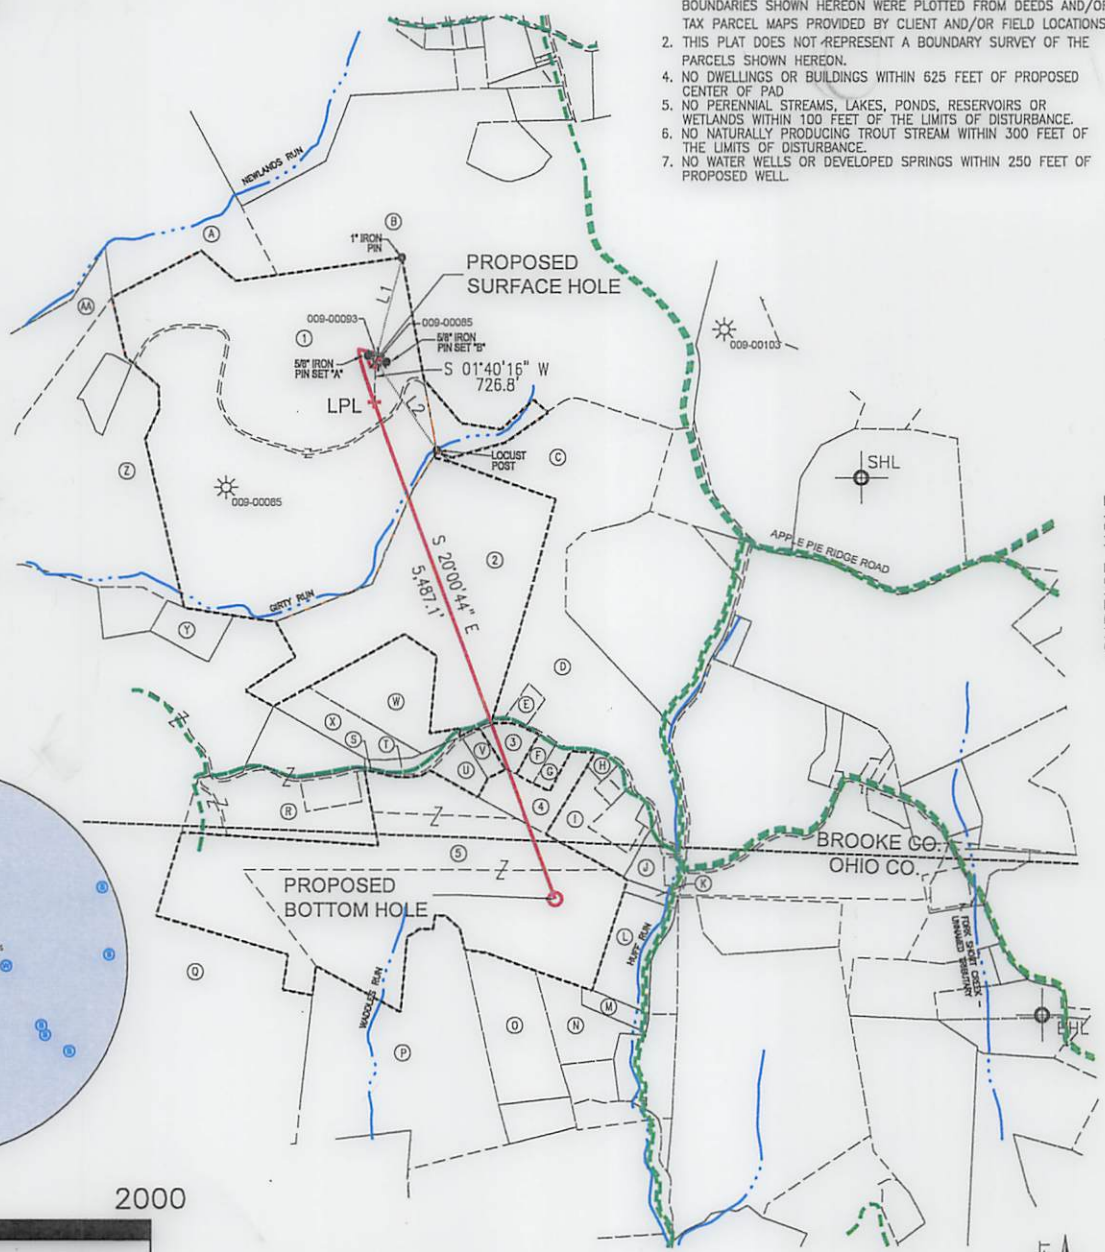 BOUNDARIES SHOWN HEREON WERE PLOTTED FROM DEEDS AND/OR
TAX PARCEL MAPS PROVIDED BY CLIENT AND/OR FIELD LOCATIONS
2. THIS PLAT DOES NOT REPRESENT A BOUNDARY SURVEY OF THE
PARCELS SHOWN HEREON.
4. NO DWELLINGS OR BUILDINGS WITHIN 625 FEET OF PROPOSED
CENTER OF PAD
5. NO PERENNIAL STREAMS, LAKES, PONDS, RESERVOIRS OR
WETLANDS WITHIN 100 FEET OF THE LIMITS OF DISTURBANCE.
6. NO NATURALLY PRODUCING TROUT STREAM WITHIN 300 FEET OF
THE LIMITS OF DISTURBANCE.
7. NO WATER WELLS OR DEVELOPED SPRINGS WITHIN 250 FEET OF
PROPOSED WELL.
NEWLANDS RUN
A
B
1" IRON
PIN
PROPOSED
SURFACE HOLE
L1
AA
009-00093
009-00085
1
5/8" IRON
PIN SET "B"
5/8" IRON
PIN SET "A"
S 01°40'16" W
726.8'
009-00103
LPL
L2
LOCUST
POST
C
Z
SHL
009-00085
2
APPLE PIE RIDGE ROAD
S 20°00'44" E
5,487.1'
GIRTY RUN
Y
D
W
E
X
S
T
V
3
F
U
G
H
Z
R
4
I
Z
5
Z
J
BROOKE CO.
OHIO CO.
K
PROPOSED
BOTTOM HOLE
L
HUFF RUN
N. FORK SHORT CREEK -
UNNAMED TRIBUTARY
Q
W
WADDLES RUN
M
O
N
BHL
P
2000